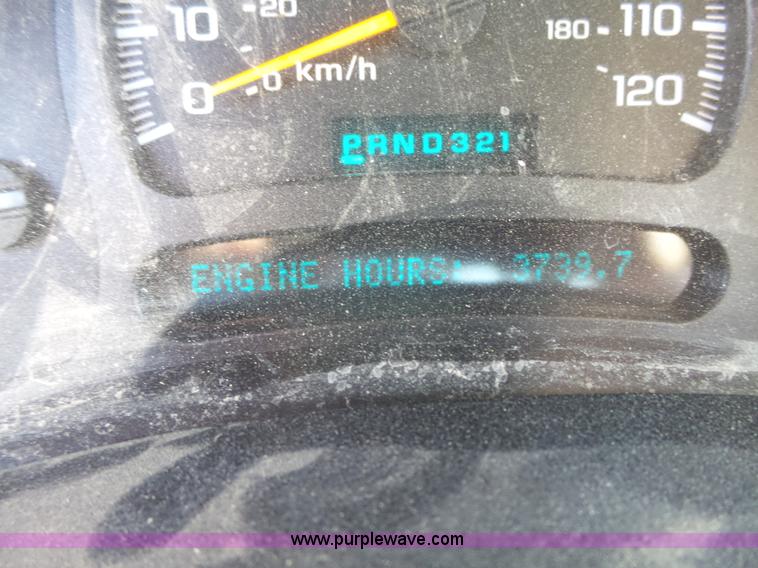 10 20 180 110
0 0 km/h 120
PRND321
ENGINE HOURS: 3739.7
www.purplewave.com